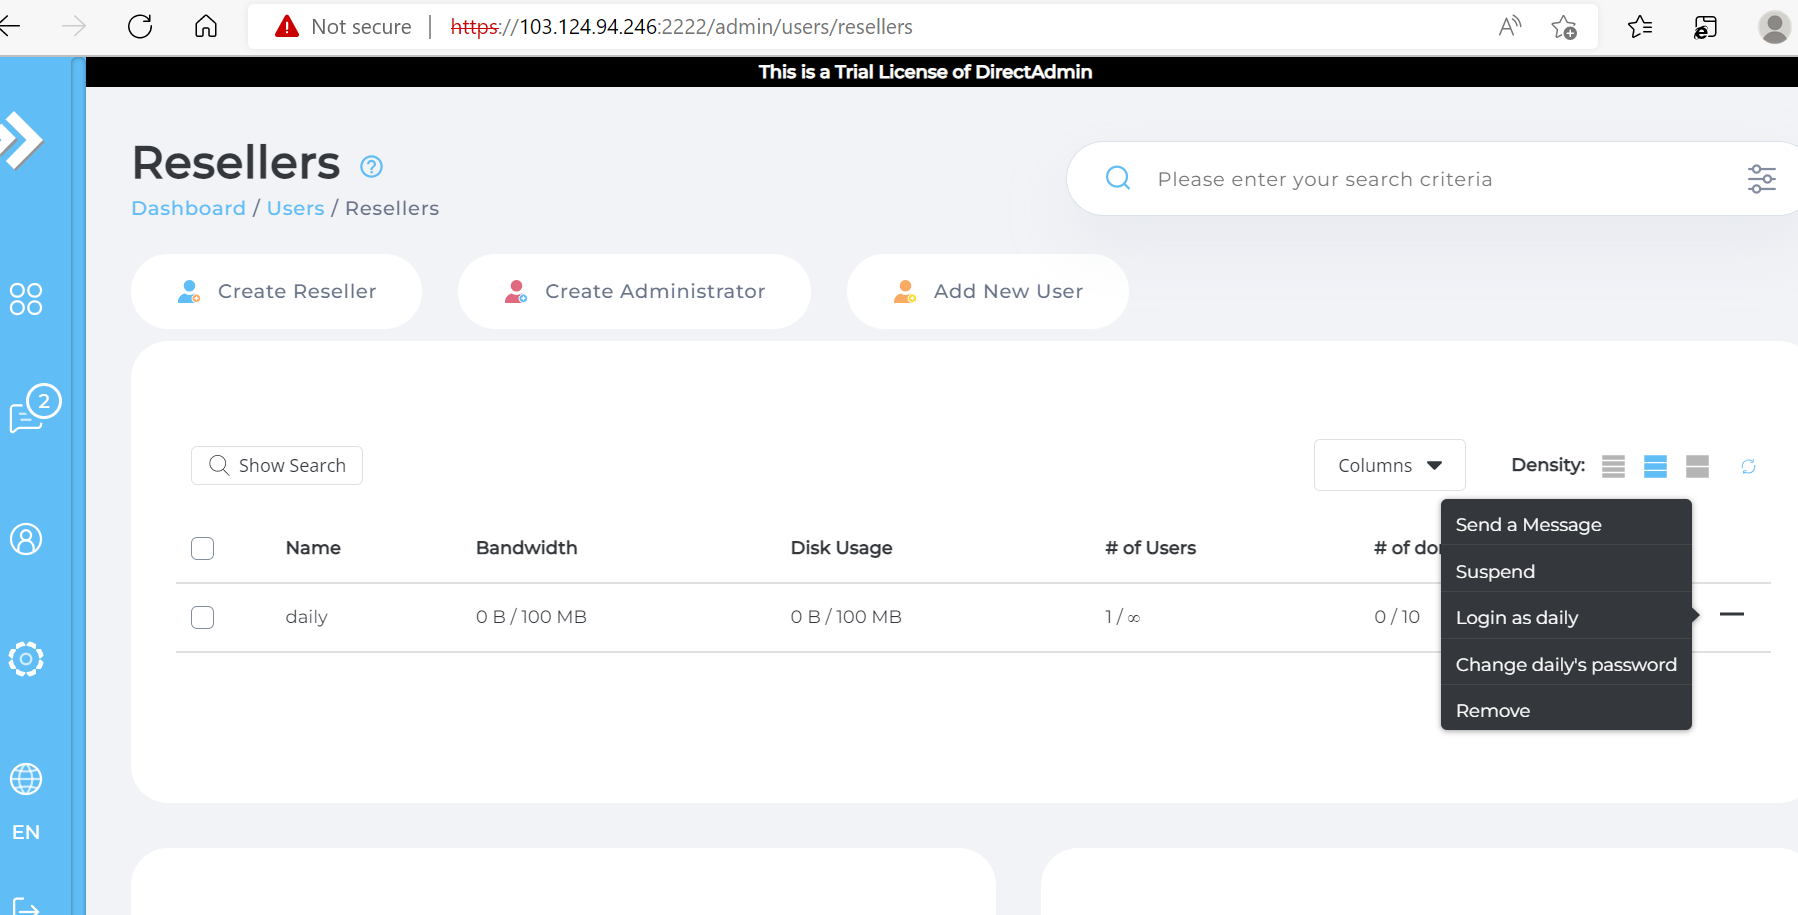 Not secure
https://103.124.94.246:2222/admin/users/resellers
This is a Trial License of DirectAdmin
Resellers ?
Dashboard / Users / Resellers
Please enter your search criteria
Create Reseller
Create Administrator
Add New User
2
Show Search
Columns
Density:
Name Bandwidth Disk Usage # of Users # of do
daily 0 B / 100 MB 0 B / 100 MB 1 / ∞ 0 / 10
Send a Message
Suspend
Login as daily
Change daily's password
Remove
EN